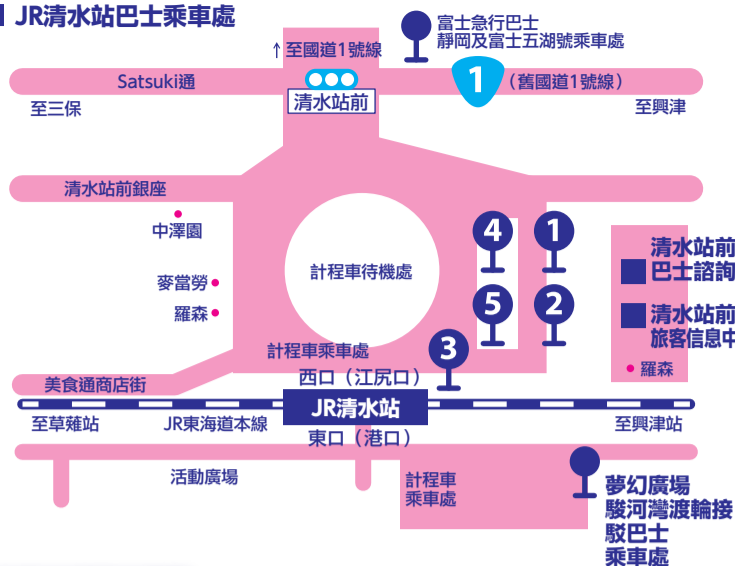 JR清水站巴士乘車處
富士急行巴士
靜岡及富士五湖號乘車處
↑至國道1號線
Satsuki通
1
(舊國道1號線)
清水站前
至三保
至興津
清水站前銀座
中澤園
4
1
清水站前
巴士諮詢
計程車待機處
麥當勞
羅森
5
2
清水站前
旅客信息中
計程車乘車處
3
羅森
西口(江尻口)
美食通商店街
JR清水站
至草薙站
JR東海道本線
至興津站
東口(港口)
活動廣場
計程車
乘車處
夢幻廣場
駿河灣渡輪接
駁巴士
乘車處